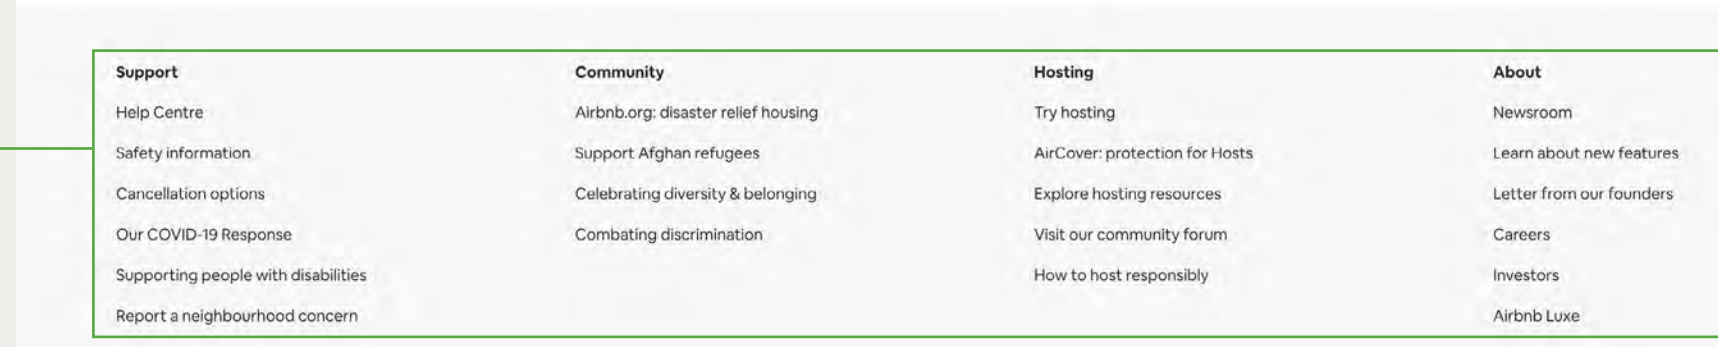 Support
Help Centre
Safety information
Cancellation options
Our COVID-19 Response
Supporting people with disabilities
Report a neighbourhood concern
Community
Airbnb.org: disaster relief housing
Support Afghan refugees
Celebrating diversity & belonging
Combating discrimination
Hosting
Try hosting
AirCover: protection for Hosts
Explore hosting resources
Visit our community forum
How to host responsibly
About
Newsroom
Learn about new features
Letter from our founders
Careers
Investors
Airbnb Luxe